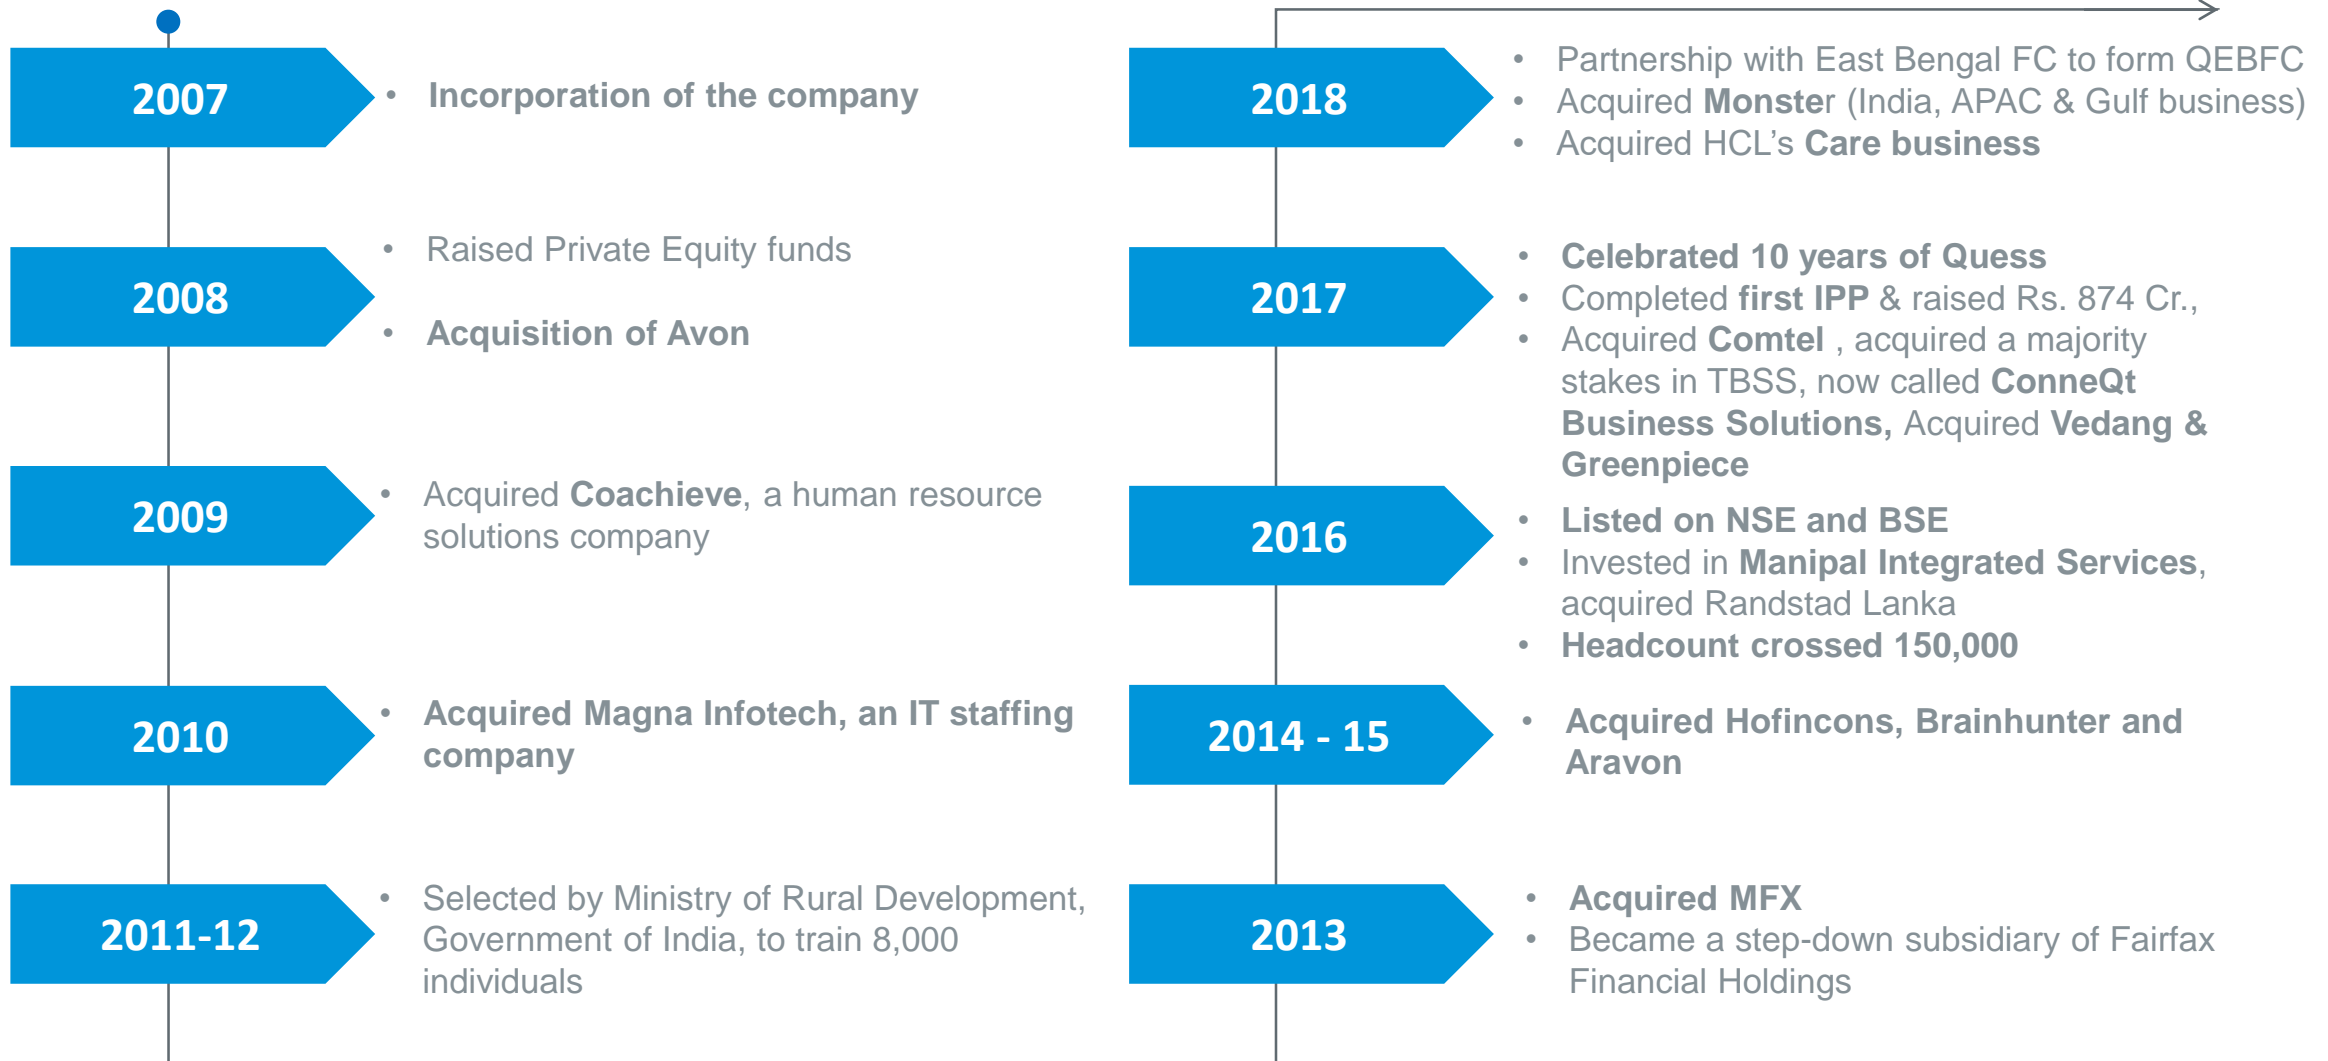 2007
• Incorporation of the company
2008
• Raised Private Equity funds
• Acquisition of Avon
2009
• Acquired Coachieve, a human resource
solutions company
2010
• Acquired Magna Infotech, an IT staffing
company
2011-12
• Selected by Ministry of Rural Development,
Government of India, to train 8,000
individuals
2018
• Partnership with East Bengal FC to form QEBFC
• Acquired Monster (India, APAC & Gulf business)
• Acquired HCL’s Care business
2017
• Celebrated 10 years of Quess
• Completed first IPP & raised Rs. 874 Cr.,
• Acquired Comtel , acquired a majority
stakes in TBSS, now called ConneQt
Business Solutions, Acquired Vedang &
Greenpiece
2016
• Listed on NSE and BSE
• Invested in Manipal Integrated Services,
acquired Randstad Lanka
• Headcount crossed 150,000
2014 - 15
• Acquired Hofincons, Brainhunter and
Aravon
2013
• Acquired MFX
• Became a step-down subsidiary of Fairfax
Financial Holdings